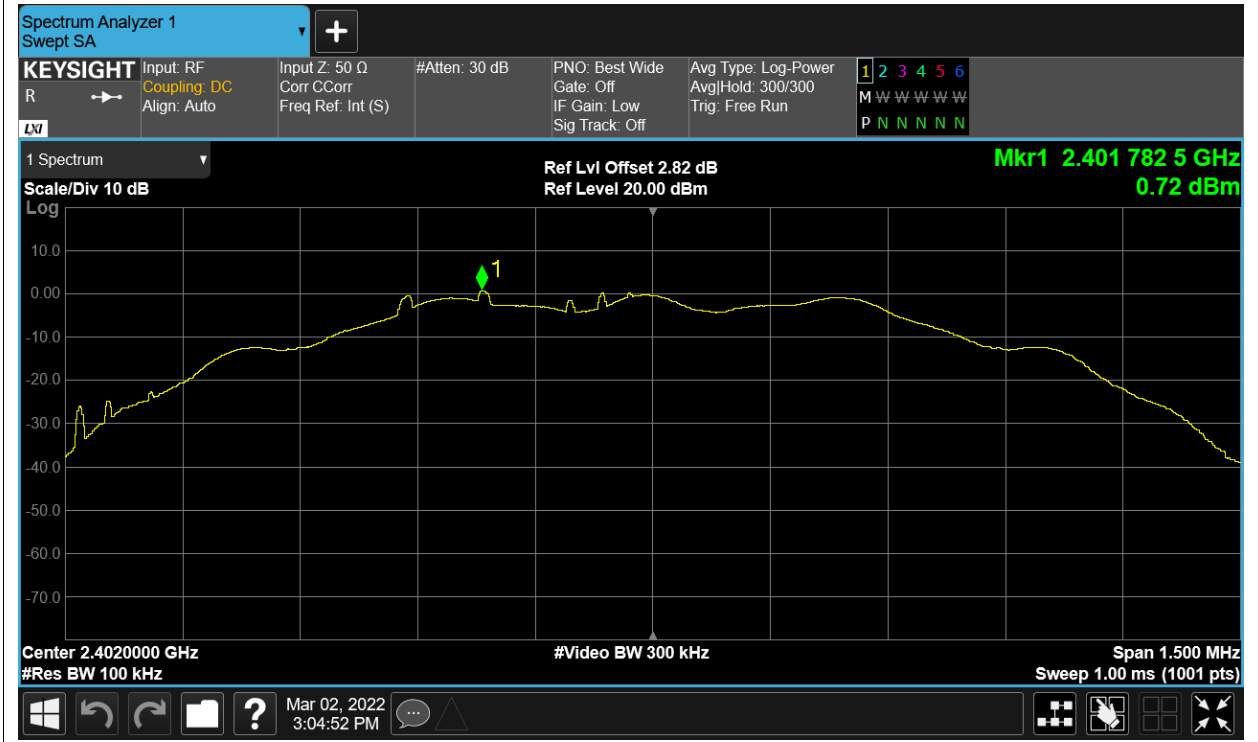 Spectrum Analyzer 1
Swept SA
▼
+
KEYSIGHT
R
LXI
Input: RF
Coupling: DC
Align: Auto
Input Z: 50 Ω
Corr CCorr
Freq Ref: Int (S)
#Atten: 30 dB
PNO: Best Wide
Gate: Off
IF Gain: Low
Sig Track: Off
Avg Type: Log-Power
Avg|Hold: 300/300
Trig: Free Run
1 2 3 4 5 6
M W W W W W W
P N N N N N N
1 Spectrum ▼
Scale/Div 10 dB
Log
Ref Lvl Offset 2.82 dB
Ref Level 20.00 dBm
Mkr1 2.401 782 5 GHz
0.72 dBm
10.0
0.00
-10.0
-20.0
-30.0
-40.0
-50.0
-60.0
-70.0
1
Center 2.4020000 GHz
#Res BW 100 kHz
#Video BW 300 kHz
Span 1.500 MHz
Sweep 1.00 ms (1001 pts)
?
Mar 02, 2022
3:04:52 PM